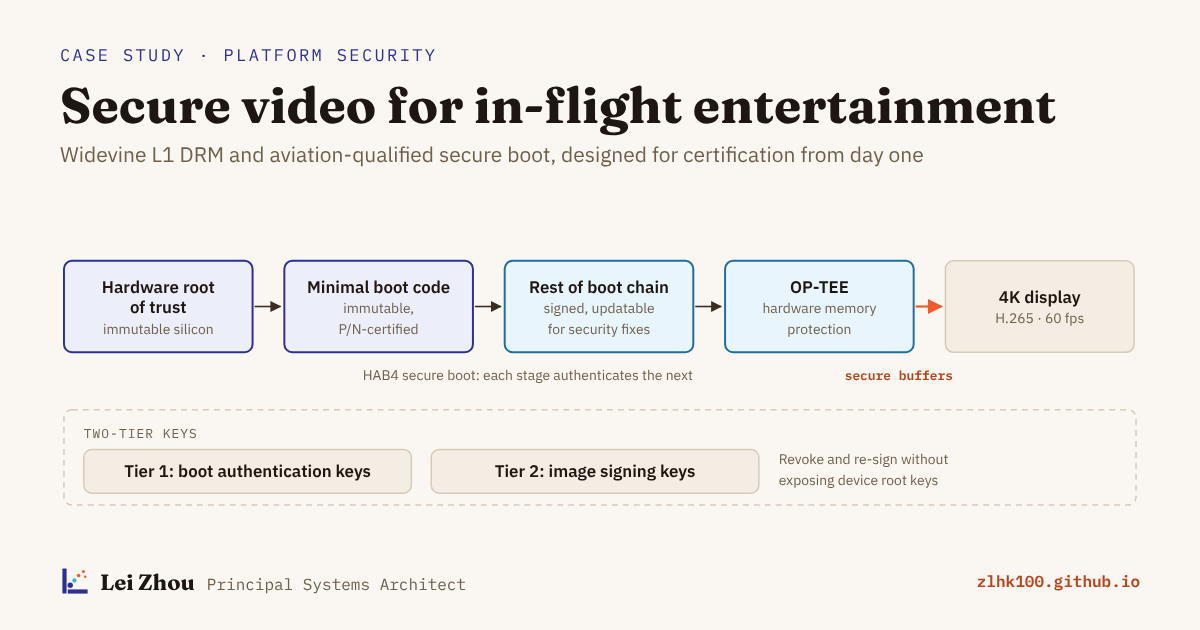 CASE STUDY · PLATFORM SECURITY
Secure video for in-flight entertainment
Widevine L1 DRM and aviation-qualified secure boot, designed for certification from day one
Hardware root
of trust
immutable silicon
Minimal boot code
immutable,
P/N-certified
Rest of boot chain
signed, updatable
for security fixes
OP-TEE
hardware memory
protection
4K display
H.265 · 60 fps
HAB4 secure boot: each stage authenticates the next
secure buffers
TWO-TIER KEYS
Tier 1: boot authentication keys
Tier 2: image signing keys
Revoke and re-sign without
exposing device root keys
Lei Zhou Principal Systems Architect
zlhk100.github.io